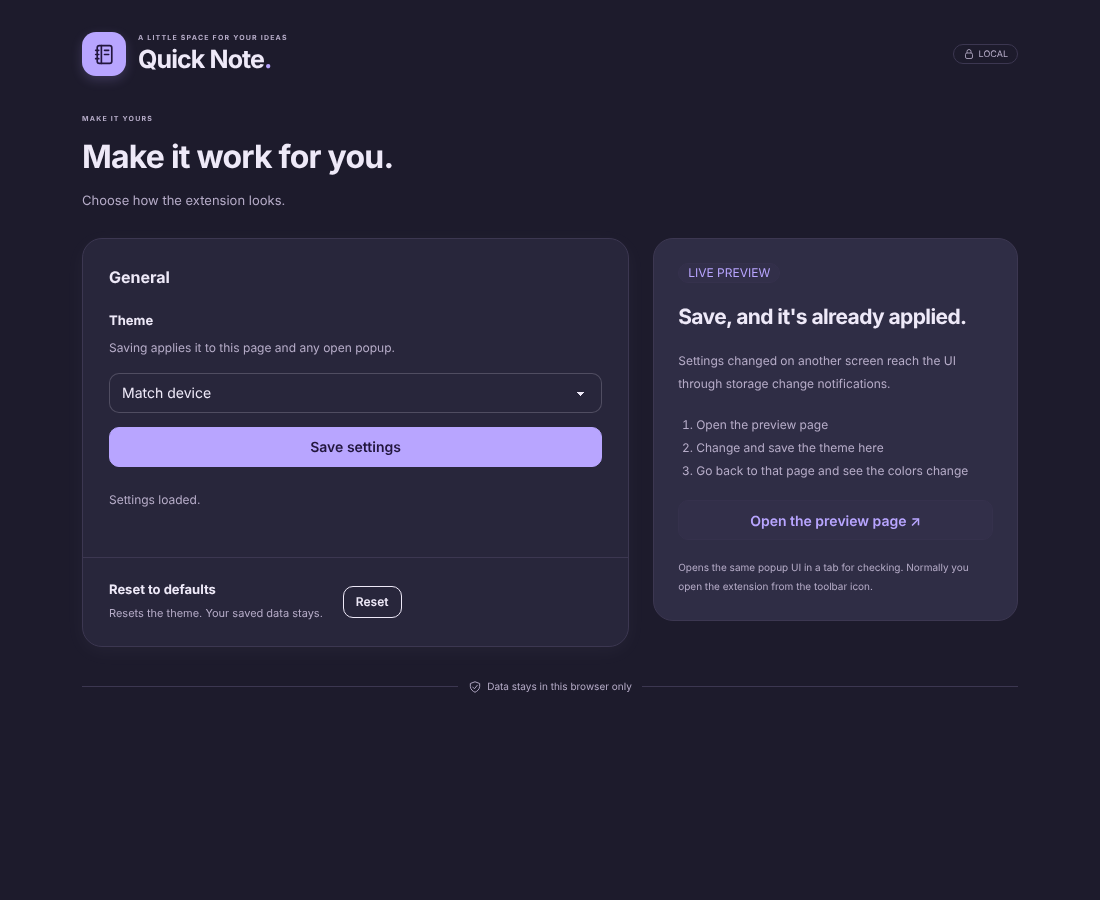 A LITTLE SPACE FOR YOUR IDEAS
Quick Note.
LOCAL
MAKE IT YOURS
Make it work for you.
Choose how the extension looks.
General
Theme
Saving applies it to this page and any open popup.
Match device
Save settings
Settings loaded.
Reset to defaults
Resets the theme. Your saved data stays.
Reset
LIVE PREVIEW
Save, and it's already applied.
Settings changed on another screen reach the UI
through storage change notifications.
1. Open the preview page
2. Change and save the theme here
3. Go back to that page and see the colors change
Open the preview page ↗
Opens the same popup UI in a tab for checking. Normally you
open the extension from the toolbar icon.
Data stays in this browser only